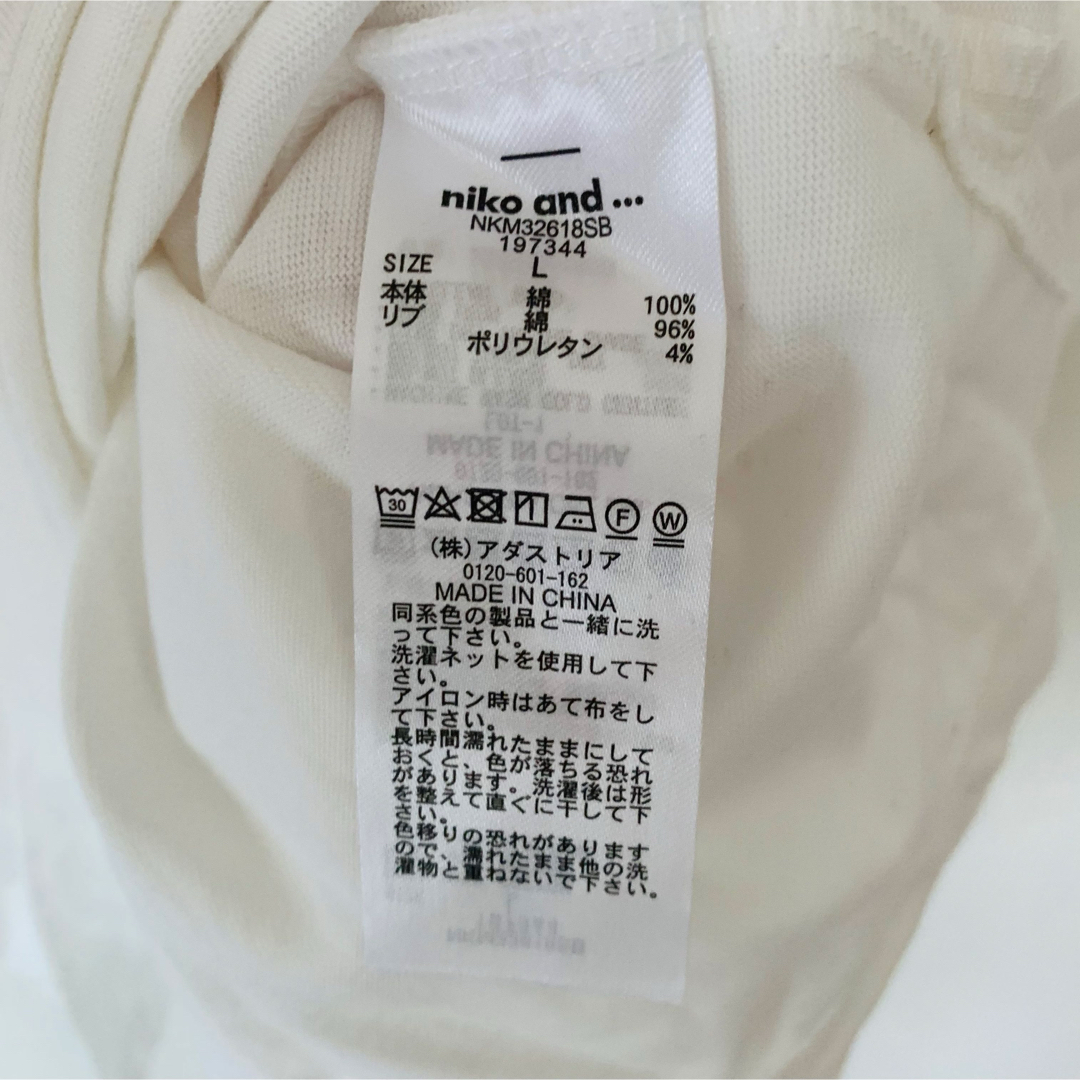 niko and ...
NKM32618SB
197344
SIZE L
本体 綿 100%
リブ 綿 96%
ポリウレタン 4%
30 F W
(株)アダストリア
0120-601-162
MADE IN CHINA
同系色の製品と一緒に洗
って下さい。
洗濯ネットを使用して下
さい。
アイロン時はあて布をし
て下さい。
長時間濡れたままにして
おくと、色が落ちる恐れ
があります。洗濯後は形
を整えて直ぐに干して下
さい。
色移りの恐れがあります
ので、濡れたまま他の洗
濯物と重ねないで下さい。